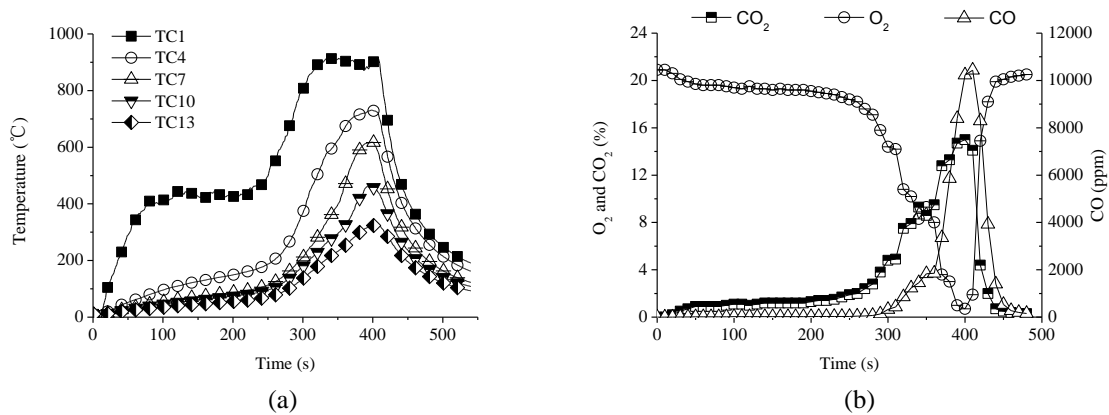 1000
800
600
400
200
0
Temperature (℃)
TC1
TC4
TC7
TC10
TC13
0 100 200 300 400 500
Time (s)
(a)
CO₂ O₂ CO
24
20
16
12
8
4
0
O₂ and CO₂ (%)
12000
10000
8000
6000
4000
2000
0
CO (ppm)
0 100 200 300 400 500
Time (s)
(b)